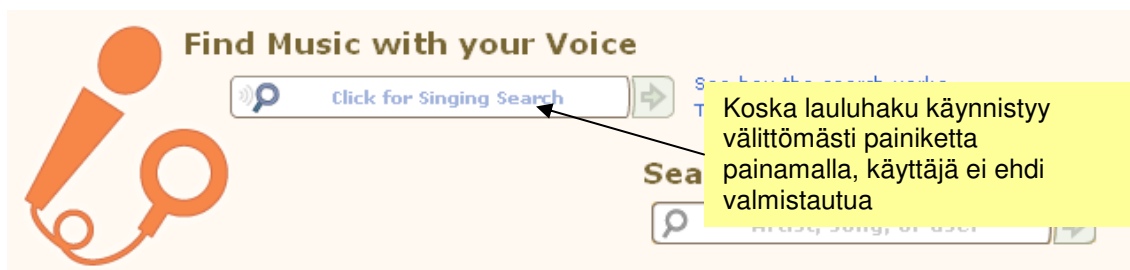 Find Music with your Voice
Click for Singing Search
Koska lauluhaku käynnistyy
välittömästi painiketta
painamalla, käyttäjä ei ehdi
valmistautua
Sea